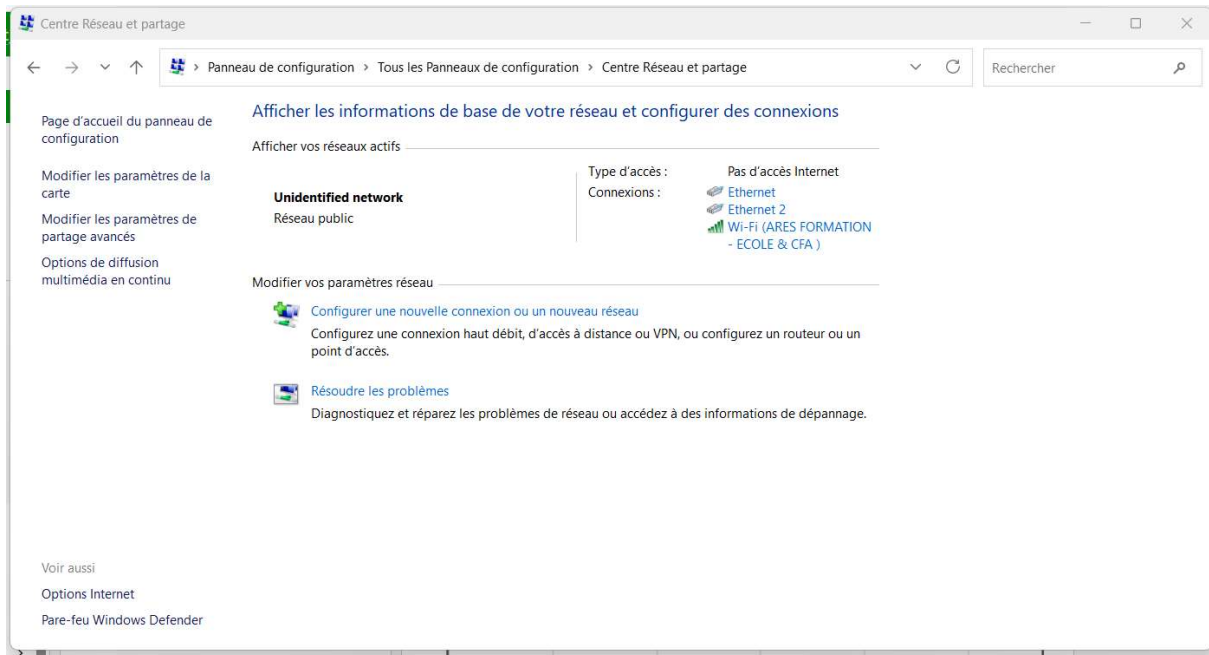 Centre Réseau et partage
Panneau de configuration > Tous les Panneaux de configuration > Centre Réseau et partage
Rechercher
Page d'accueil du panneau de
configuration
Modifier les paramètres de la
carte
Modifier les paramètres de
partage avancés
Options de diffusion
multimédia en continu
Voir aussi
Options Internet
Pare-feu Windows Defender
Afficher les informations de base de votre réseau et configurer des connexions
Afficher vos réseaux actifs
Unidentified network
Réseau public
Type d'accès : Pas d'accès Internet
Connexions : Ethernet
Ethernet 2
Wi-Fi (ARES FORMATION
- ECOLE & CFA )
Modifier vos paramètres réseau
Configurer une nouvelle connexion ou un nouveau réseau
Configurez une connexion haut débit, d'accès à distance ou VPN, ou configurez un routeur ou un
point d'accès.
Résoudre les problèmes
Diagnostiquez et réparez les problèmes de réseau ou accédez à des informations de dépannage.